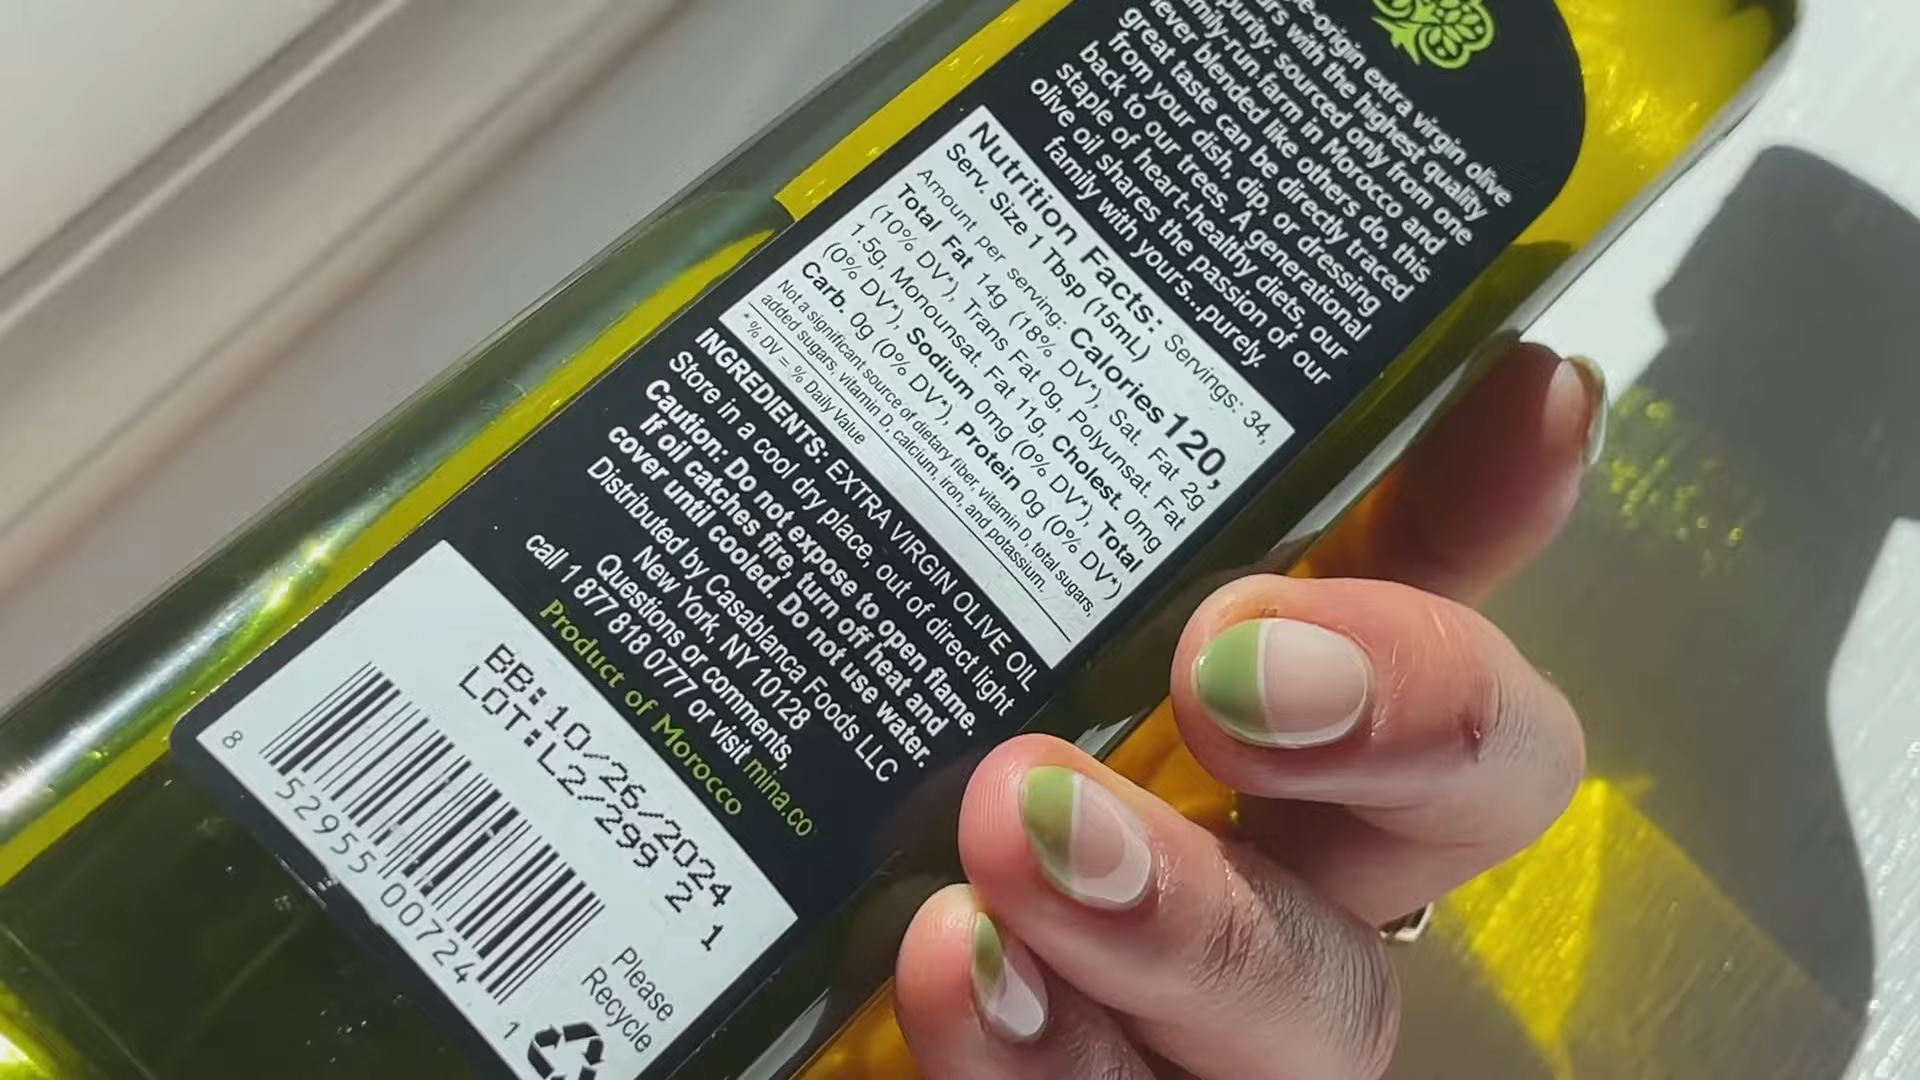 e-origin extra virgin olive
rs with the highest quality
purity: sourced only from one
mily-run farm in Morocco and
never blended like others do, this
great taste can be directly traced
from your dish, dip, or dressing
back to our trees. A generational
staple of heart-healthy diets, our
olive oil shares the passion of our
family with yours...purely.
Nutrition Facts: Servings: 34,
Serv. Size 1 Tbsp (15mL)
Amount per serving: Calories 120,
Total Fat 14g (18% DV*), Sat. Fat 2g
(10% DV*), Trans Fat 0g, Polyunsat. Fat
1.5g, Monounsat. Fat 11g, Cholest. 0mg
(0% DV*), Sodium 0mg (0% DV*), Total
Carb. 0g (0% DV*), Protein 0g (0% DV*)
Not a significant source of dietary fiber, vitamin D, total sugars,
added sugars, vitamin D, calcium, iron, and potassium.
* % DV = % Daily Value
INGREDIENTS: EXTRA VIRGIN OLIVE OIL
Store in a cool dry place, out of direct light
Caution: Do not expose to open flame.
If oil catches fire, turn off heat and
cover until cooled. Do not use water.
Distributed by Casablanca Foods LLC
New York, NY 10128
Questions or comments,
call 1 877 818 0777 or visit mina.co
Product of Morocco
BB:10/26/2024 1
LOT:L2/299 2
8 52955 00724 1
Please
Recycle